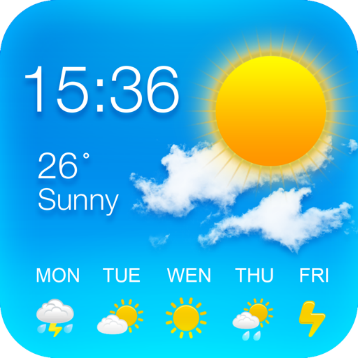 15:36
26°
Sunny
MON TUE WEN THU FRI